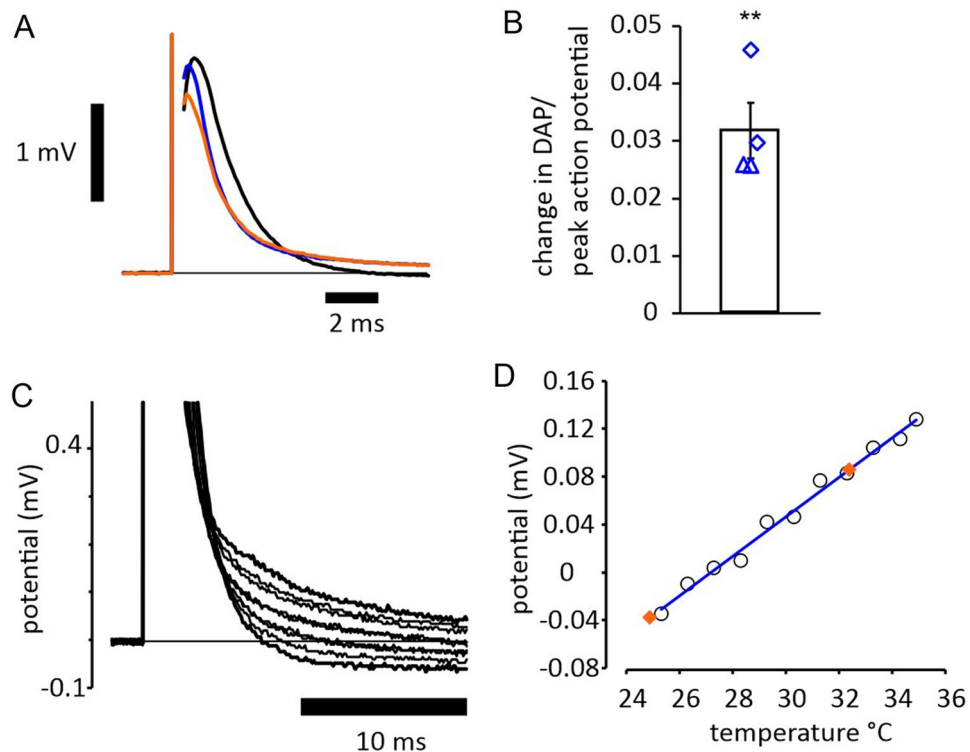 A
1 mV
2 ms
B
**
change in DAP/
peak action potential
0.05
0.04
0.03
0.02
0.01
0
C
potential (mV)
0.4
-0.1
10 ms
D
potential (mV)
0.16
0.12
0.08
0.04
0
-0.04
-0.08
24 26 28 30 32 34 36
temperature °C